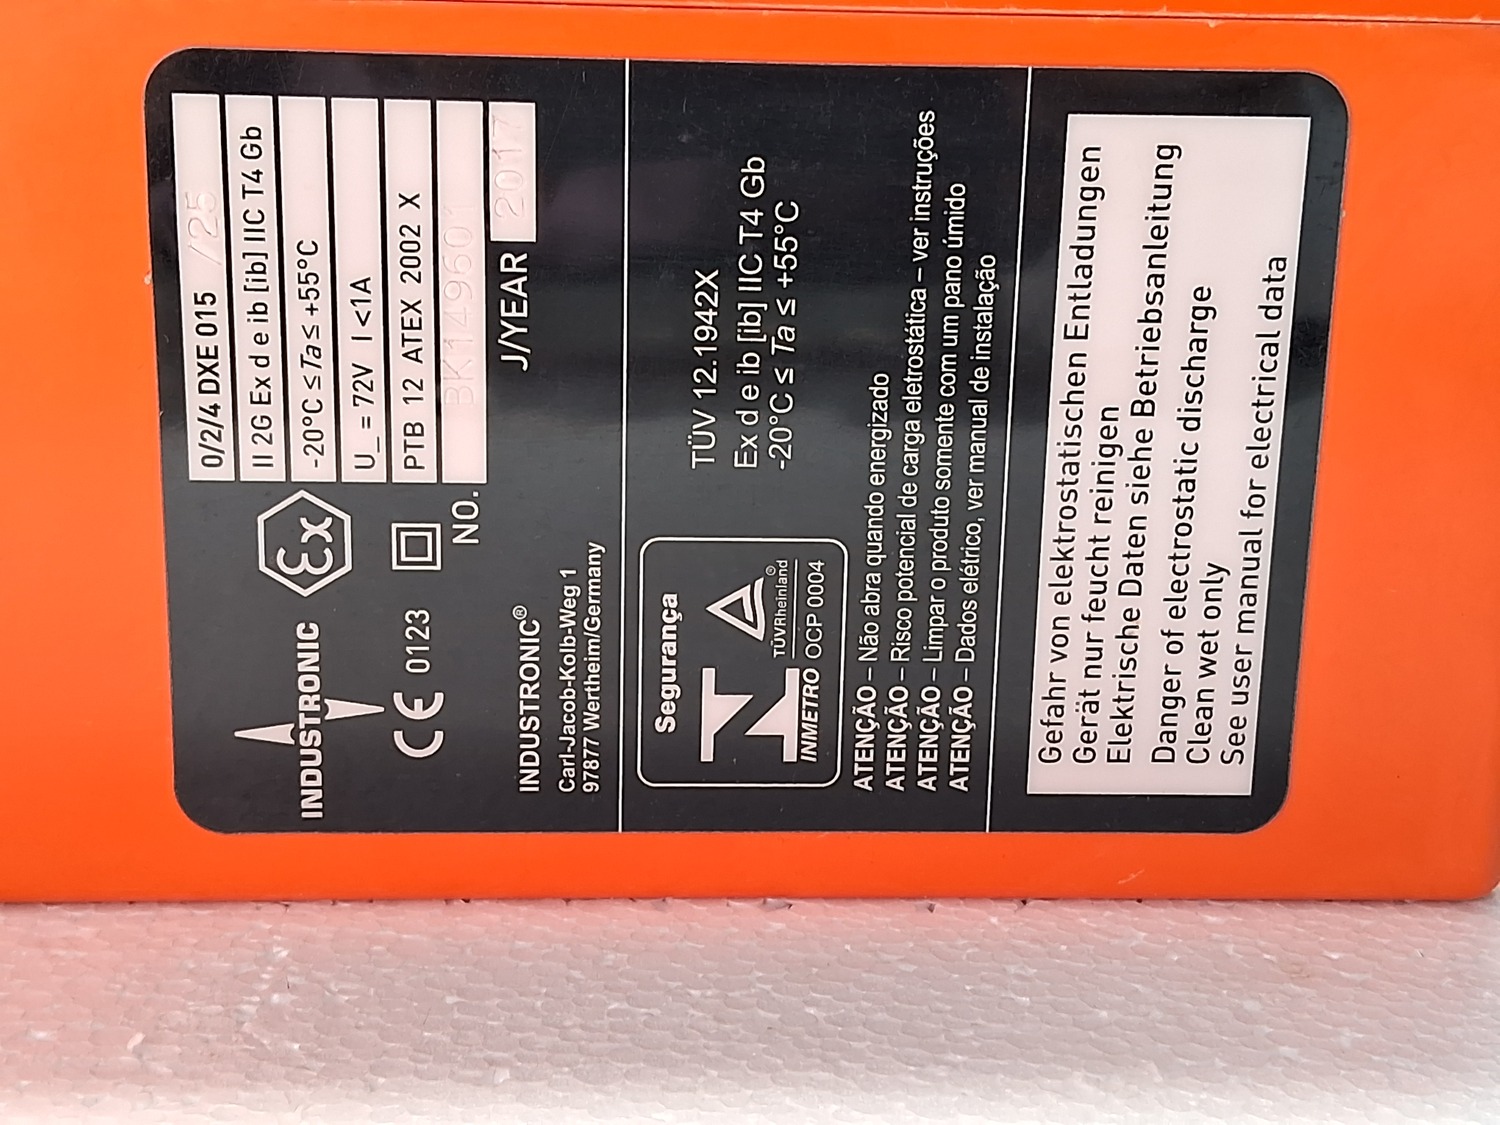 INDUSTRONIC
Ex
0/2/4 DXE 015 /25
II 2G Ex d e ib [ib] IIC T4 Gb
-20°C ≤ Ta ≤ +55°C
U_ = 72V I <1A
CE 0123
PTB 12 ATEX 2002 X
NO. BK149601
J/YEAR 2017
INDUSTRONIC®
Carl-Jacob-Kolb-Weg 1
97877 Wertheim/Germany
Segurança
TÜVRheinland®
INMETRO OCP 0004
TÜV 12.1942X
Ex d e ib [ib] IIC T4 Gb
-20°C ≤ Ta ≤ +55°C
ATENÇÃO – Não abra quando energizado
ATENÇÃO – Risco potencial de carga eletrostática – ver instruções
ATENÇÃO – Limpar o produto somente com um pano úmido
ATENÇÃO – Dados elétrico, ver manual de instalação
Gefahr von elektrostatischen Entladungen
Gerät nur feucht reinigen
Elektrische Daten siehe Betriebsanleitung
Danger of electrostatic discharge
Clean wet only
See user manual for electrical data